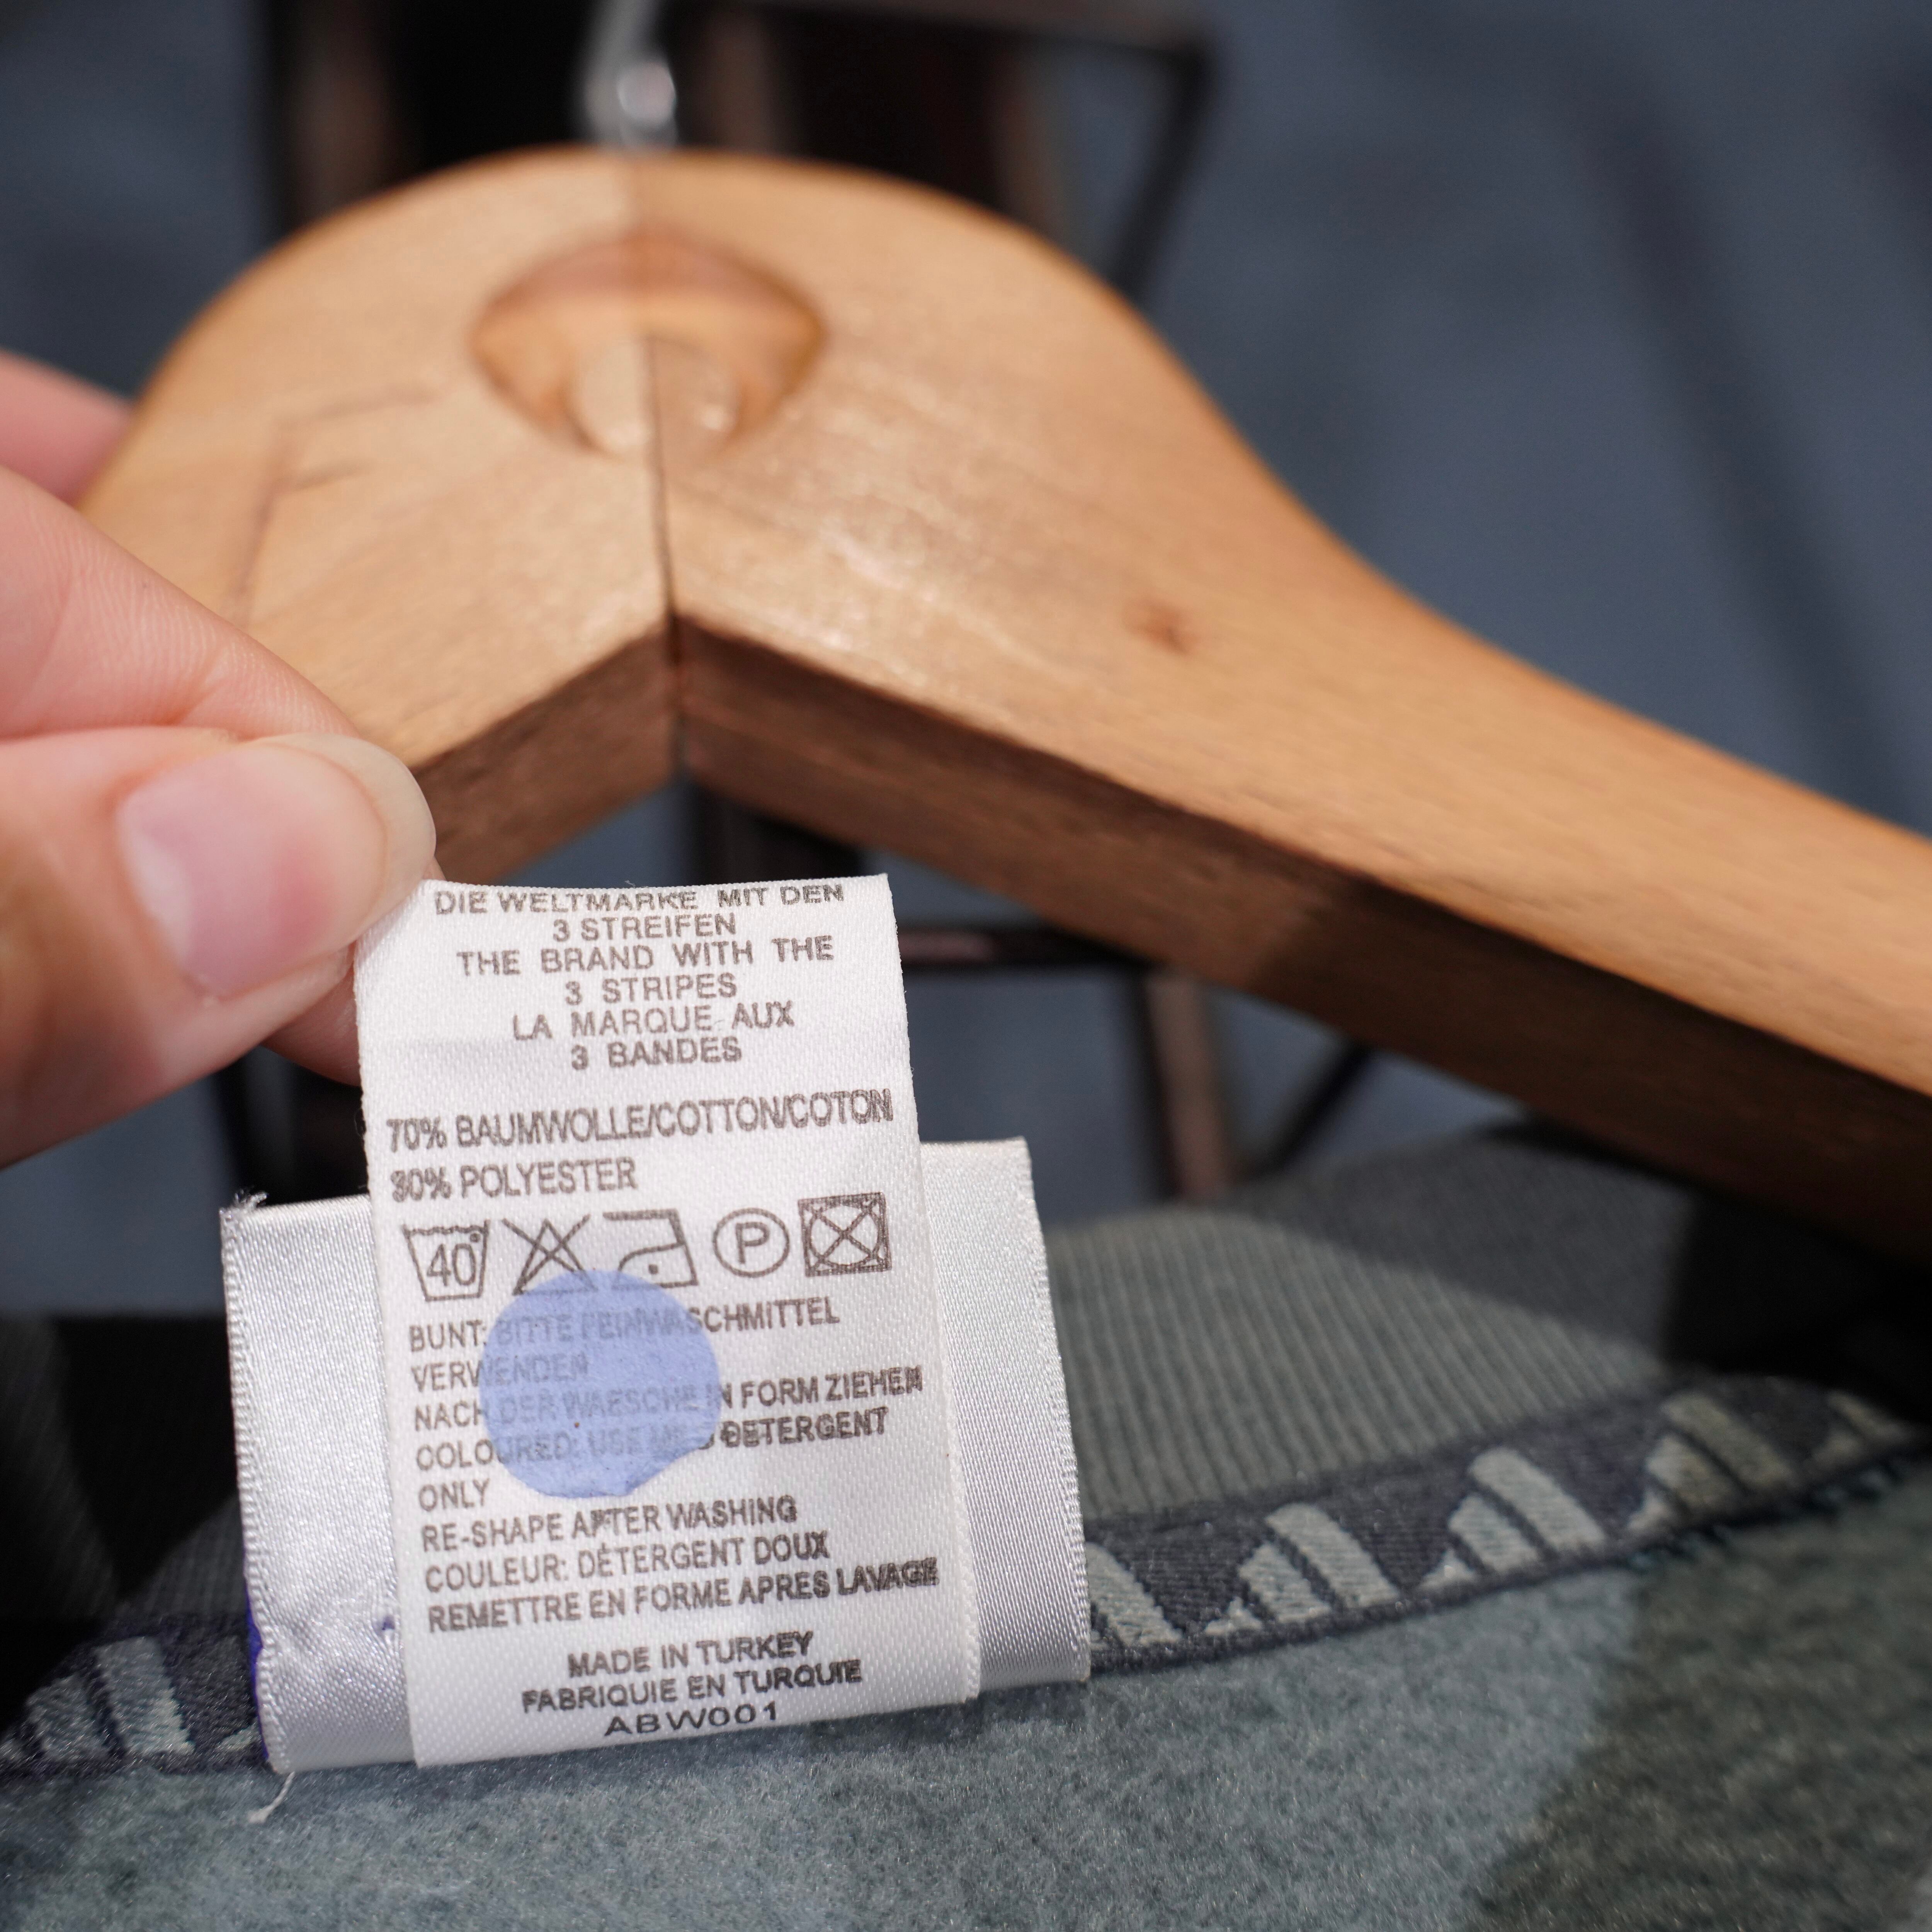 DIE WELTMARKE MIT DEN
3 STREIFEN
THE BRAND WITH THE
3 STRIPES
LA MARQUE AUX
3 BANDES
70% BAUMWOLLE/COTTON/COTON
30% POLYESTER
40° P
BUNT: BITTE FEINWASCHMITTEL
VERWENDEN
NACH DER WAESCHE IN FORM ZIEHEN
COLOURED: USE MILD DETERGENT
ONLY
RE-SHAPE AFTER WASHING
COULEUR: DÉTERGENT DOUX
REMETTRE EN FORME APRES LAVAGE
MADE IN TURKEY
FABRIQUIE EN TURQUIE
ABW001